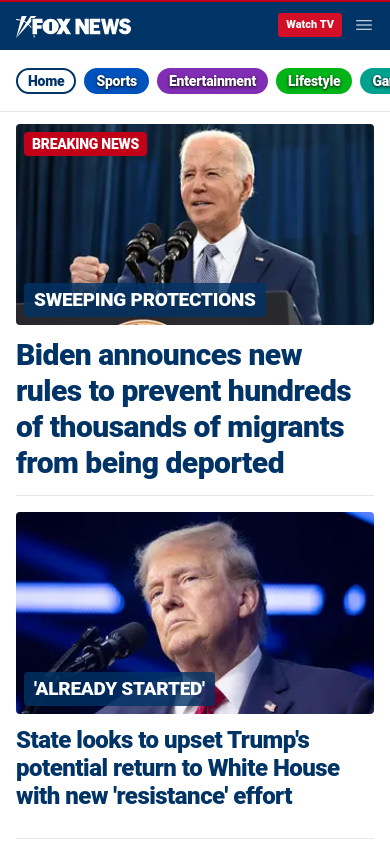 FOX NEWS
Watch TV
Home
Sports
Entertainment
Lifestyle
Ga
BREAKING NEWS
SWEEPING PROTECTIONS
Biden announces new
rules to prevent hundreds
of thousands of migrants
from being deported
'ALREADY STARTED'
State looks to upset Trump's
potential return to White House
with new 'resistance' effort